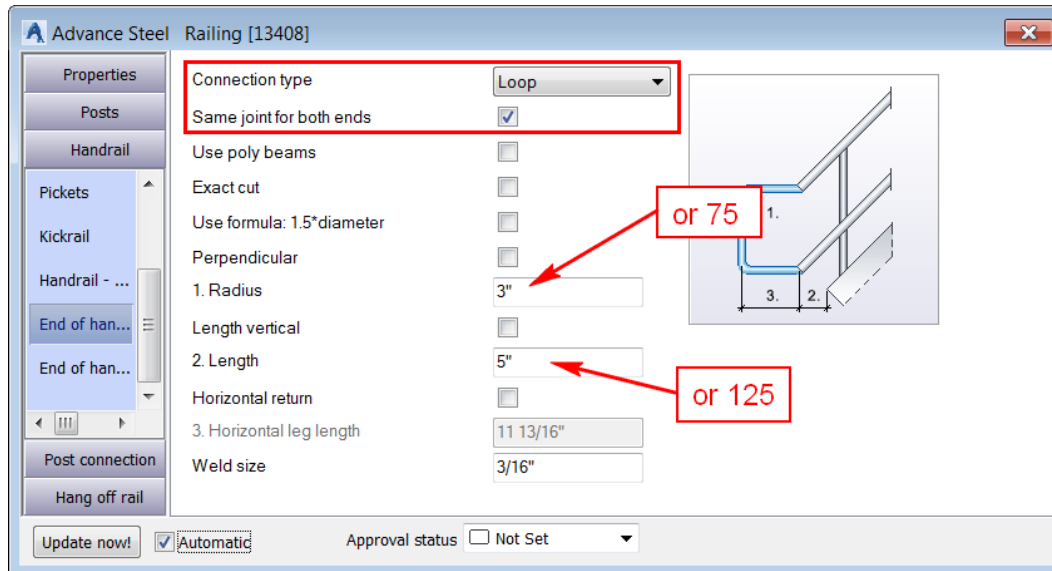 Advance Steel Railing [13408]
Properties
Posts
Handrail
Pickets
Kickrail
Handrail - ...
End of han...
End of han...
Post connection
Hang off rail
Connection type Loop
Same joint for both ends
Use poly beams
Exact cut
Use formula: 1.5*diameter
Perpendicular
1. Radius 3"
Length vertical
2. Length 5"
Horizontal return
3. Horizontal leg length 11 13/16"
Weld size 3/16"
or 75
1.
3. 2.
or 125
Update now! Automatic Approval status Not Set